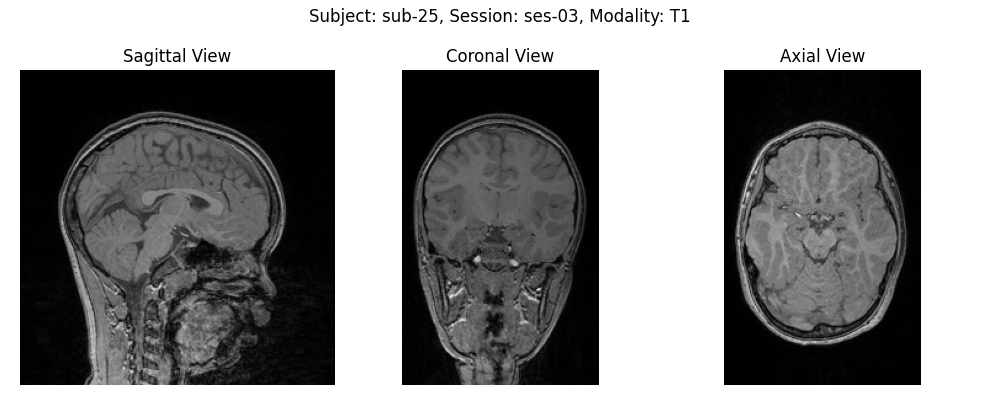 Subject: sub-25, Session: ses-03, Modality: T1
Sagittal View
Coronal View
Axial View